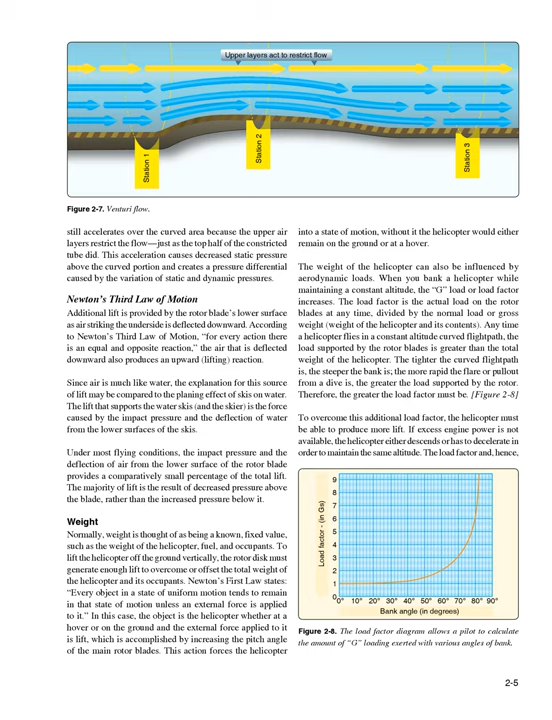 Upper layers act to restrict flow
Station 1
Station 2
Station 3
Figure 2-7. Venturi flow.
still accelerates over the curved area because the upper air
layers restrict the flow—just as the top half of the constricted
tube did. This acceleration causes decreased static pressure
above the curved portion and creates a pressure differential
caused by the variation of static and dynamic pressures.
Newton's Third Law of Motion
Additional lift is provided by the rotor blade's lower surface
as air striking the underside is deflected downward. According
to Newton's Third Law of Motion, “for every action there
is an equal and opposite reaction,” the air that is deflected
downward also produces an upward (lifting) reaction.
Since air is much like water, the explanation for this source
of lift may be compared to the planing effect of skis on water.
The lift that supports the water skis (and the skier) is the force
caused by the impact pressure and the deflection of water
from the lower surfaces of the skis.
Under most flying conditions, the impact pressure and the
deflection of air from the lower surface of the rotor blade
provides a comparatively small percentage of the total lift.
The majority of lift is the result of decreased pressure above
the blade, rather than the increased pressure below it.
Weight
Normally, weight is thought of as being a known, fixed value,
such as the weight of the helicopter, fuel, and occupants. To
lift the helicopter off the ground vertically, the rotor disk must
generate enough lift to overcome or offset the total weight of
the helicopter and its occupants. Newton's First Law states:
“Every object in a state of uniform motion tends to remain
in that state of motion unless an external force is applied
to it.” In this case, the object is the helicopter whether at a
hover or on the ground and the external force applied to it
is lift, which is accomplished by increasing the pitch angle
of the main rotor blades. This action forces the helicopter
into a state of motion, without it the helicopter would either
remain on the ground or at a hover.
The weight of the helicopter can also be influenced by
aerodynamic loads. When you bank a helicopter while
maintaining a constant altitude, the “G” load or load factor
increases. The load factor is the actual load on the rotor
blades at any time, divided by the normal load or gross
weight (weight of the helicopter and its contents). Any time
a helicopter flies in a constant altitude curved flightpath, the
load supported by the rotor blades is greater than the total
weight of the helicopter. The tighter the curved flightpath
is, the steeper the bank is; the more rapid the flare or pullout
from a dive is, the greater the load supported by the rotor.
Therefore, the greater the load factor must be. [Figure 2-8]
To overcome this additional load factor, the helicopter must
be able to produce more lift. If excess engine power is not
available, the helicopter either descends or has to decelerate in
order to maintain the same altitude. The load factor and, hence,
Load factor - (in Gs)
9
8
7
6
5
4
3
2
1
0
0° 10° 20° 30° 40° 50° 60° 70° 80° 90°
Bank angle (in degrees)
Figure 2-8. The load factor diagram allows a pilot to calculate
the amount of “G” loading exerted with various angles of bank.
2-5